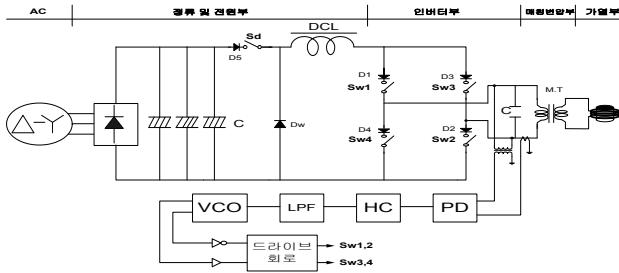 AC 정류 및 전원부 인버터부 매칭변압부 가열부
Sd DCL
D5
D1 D3
Sw1 Sw3
M.T
C Dw C
D4 D2
Sw4 Sw2
VCO LPF HC PD
드라이브
회로
Sw1,2
Sw3,4